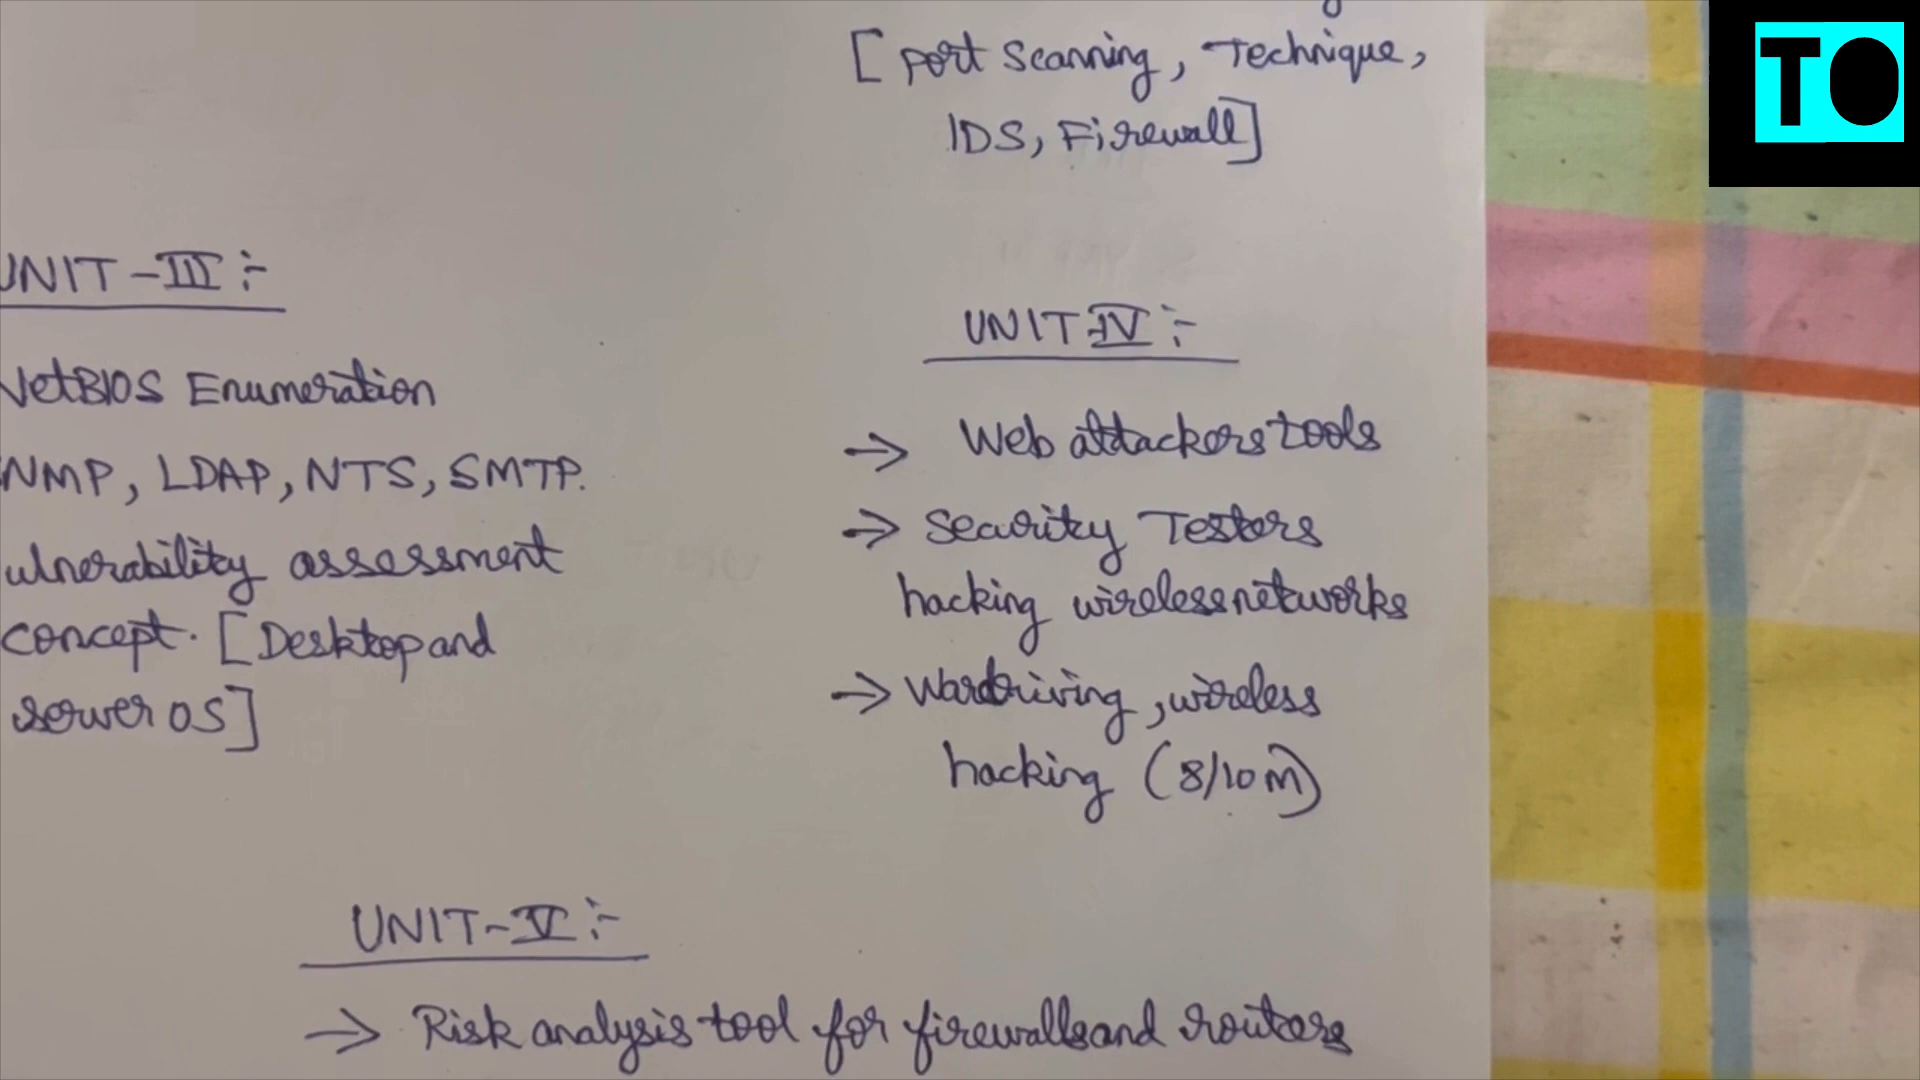 [Port Scanning, Technique,
IDS, Firewall]
UNIT-III :-
NetBIOS Enumeration
NMP, LDAP, NTS, SMTP.
ulnerability assessment
concept. [Desktop and
server OS]
UNIT-IV :-
→ Web attackers tools
→ Security Testers
hacking wireless networks
→ Wardriving, wireless
hacking (8/10m)
UNIT-V :-
→ Risk analysis tool for firewalls and routers
TO